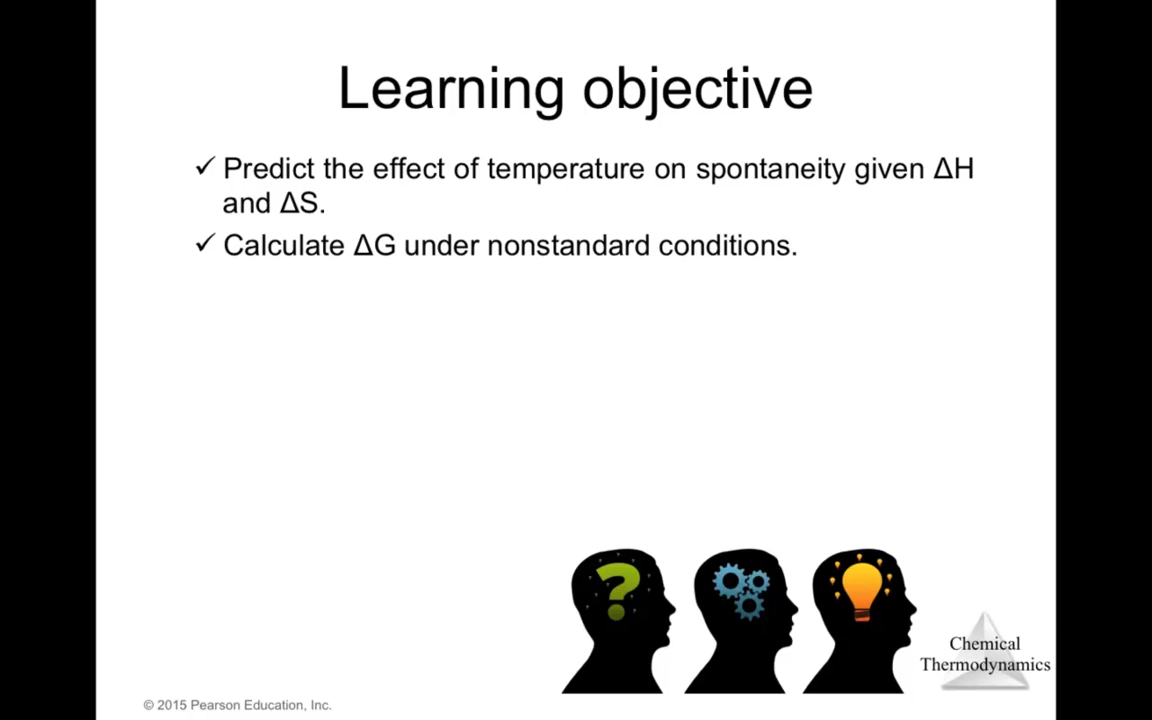 Learning objective
✓ Predict the effect of temperature on spontaneity given ΔH
and ΔS.
✓ Calculate ΔG under nonstandard conditions.
?
Chemical
Thermodynamics
© 2015 Pearson Education, Inc.